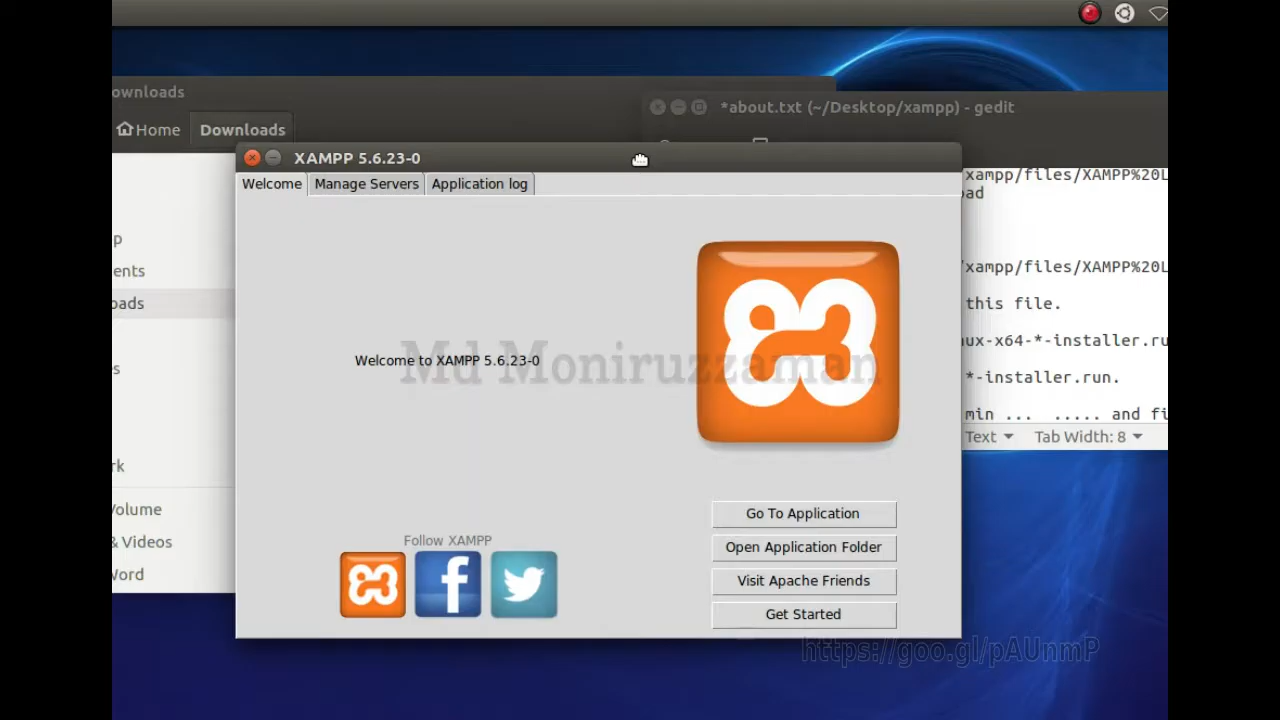 ownloads
*about.txt (~/Desktop/xampp) - gedit
Home
Downloads
XAMPP 5.6.23-0
Welcome
Manage Servers
Application log
xampp/files/XAMPP%20L
ad
p
ents
/xampp/files/XAMPP%20L
oads
this file.
ux-x64-*-installer.ru
Welcome to XAMPP 5.6.23-0
Md Moniruzzaman
es
*-installer.run.
min ... ..... and fi
Text
Tab Width: 8
rk
Volume
Go To Application
Follow XAMPP
& Videos
Open Application Folder
Word
Visit Apache Friends
Get Started
https://goo.gl/pAUnmP